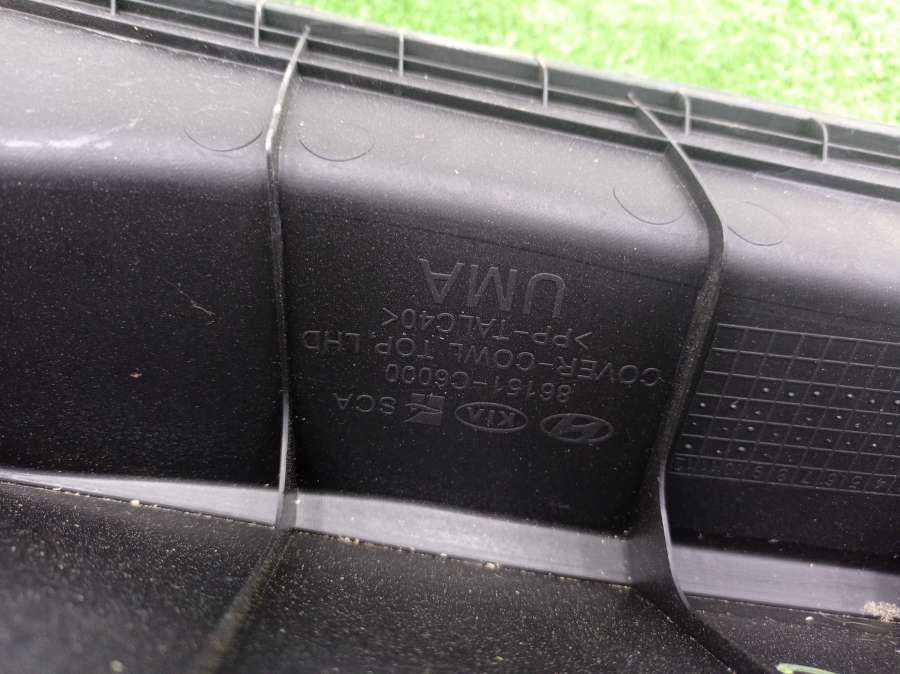 KIA SCA
86151-C6000
COVER-COWL TOP LHD
>PP-TALC40<
UMA